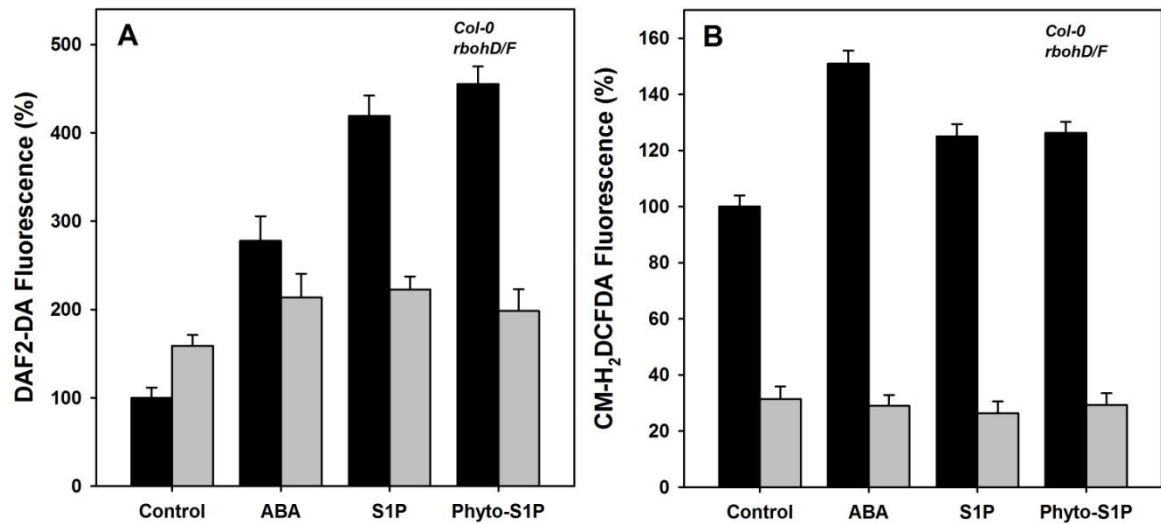 A
Col-0
rbohD/F
DAF2-DA Fluorescence (%)
500
400
300
200
100
0
Control ABA S1P Phyto-S1P
B
Col-0
rbohD/F
CM-H₂DCFDA Fluorescence (%)
160
140
120
100
80
60
40
20
0
Control ABA S1P Phyto-S1P